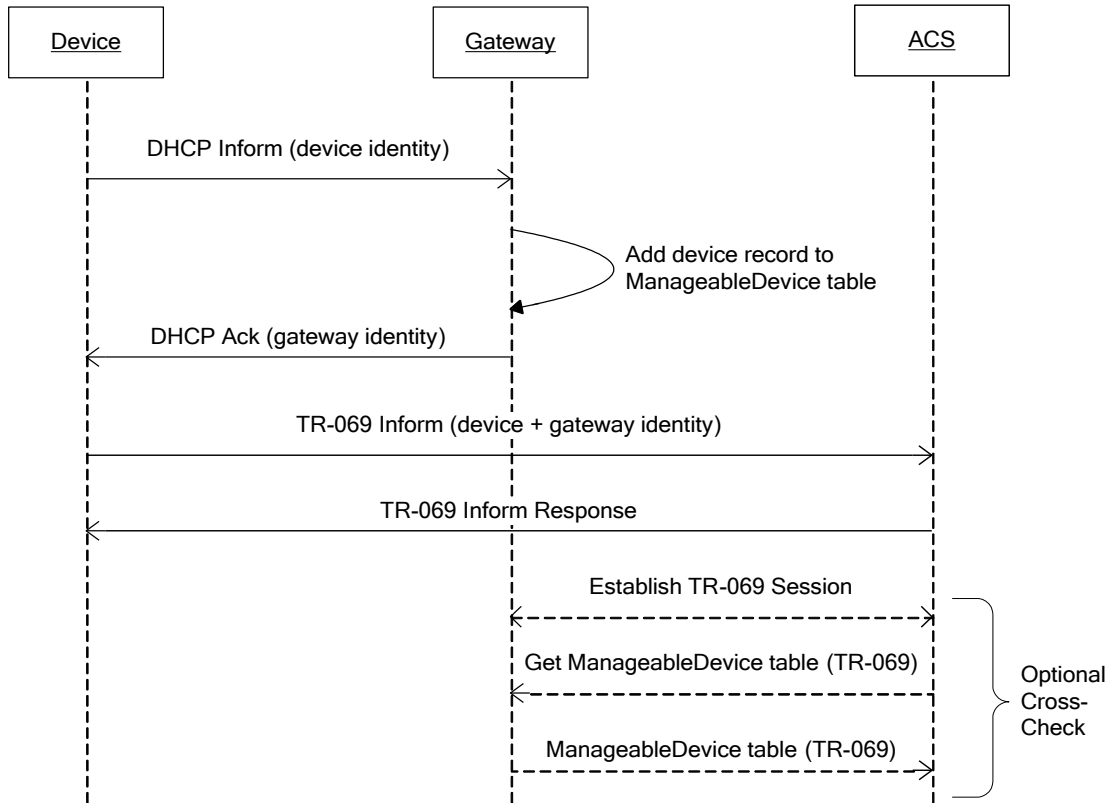 Device
Gateway
ACS
DHCP Inform (device identity)
Add device record to
ManageableDevice table
DHCP Ack (gateway identity)
TR-069 Inform (device + gateway identity)
TR-069 Inform Response
Establish TR-069 Session
Get ManageableDevice table (TR-069)
Optional
Cross-
Check
ManageableDevice table (TR-069)